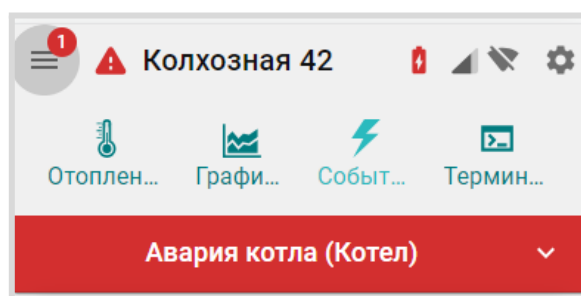 1
Колхозная 42
Отоплен... Графи... Событ... Термин...
Авария котла (Котел)